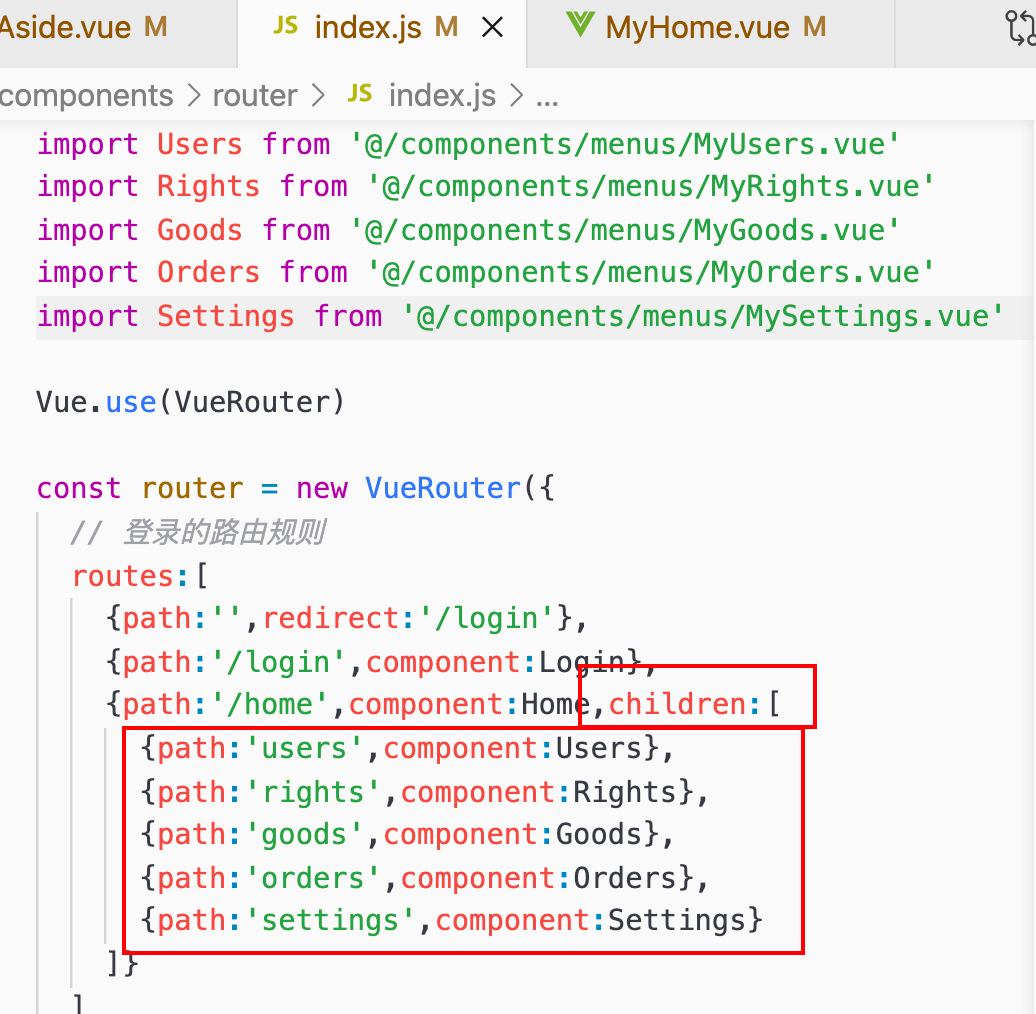 Aside.vue M JS index.js M MyHome.vue M
components > router > JS index.js > ...
import Users from '@/components/menus/MyUsers.vue'
import Rights from '@/components/menus/MyRights.vue'
import Goods from '@/components/menus/MyGoods.vue'
import Orders from '@/components/menus/MyOrders.vue'
import Settings from '@/components/menus/MySettings.vue'
Vue.use(VueRouter)
const router = new VueRouter({
// 登录的路由规则
routes:[
{path:'',redirect:'/login'},
{path:'/login',component:Login},
{path:'/home',component:Home,children:[
{path:'users',component:Users},
{path:'rights',component:Rights},
{path:'goods',component:Goods},
{path:'orders',component:Orders},
{path:'settings',component:Settings}
]}
]